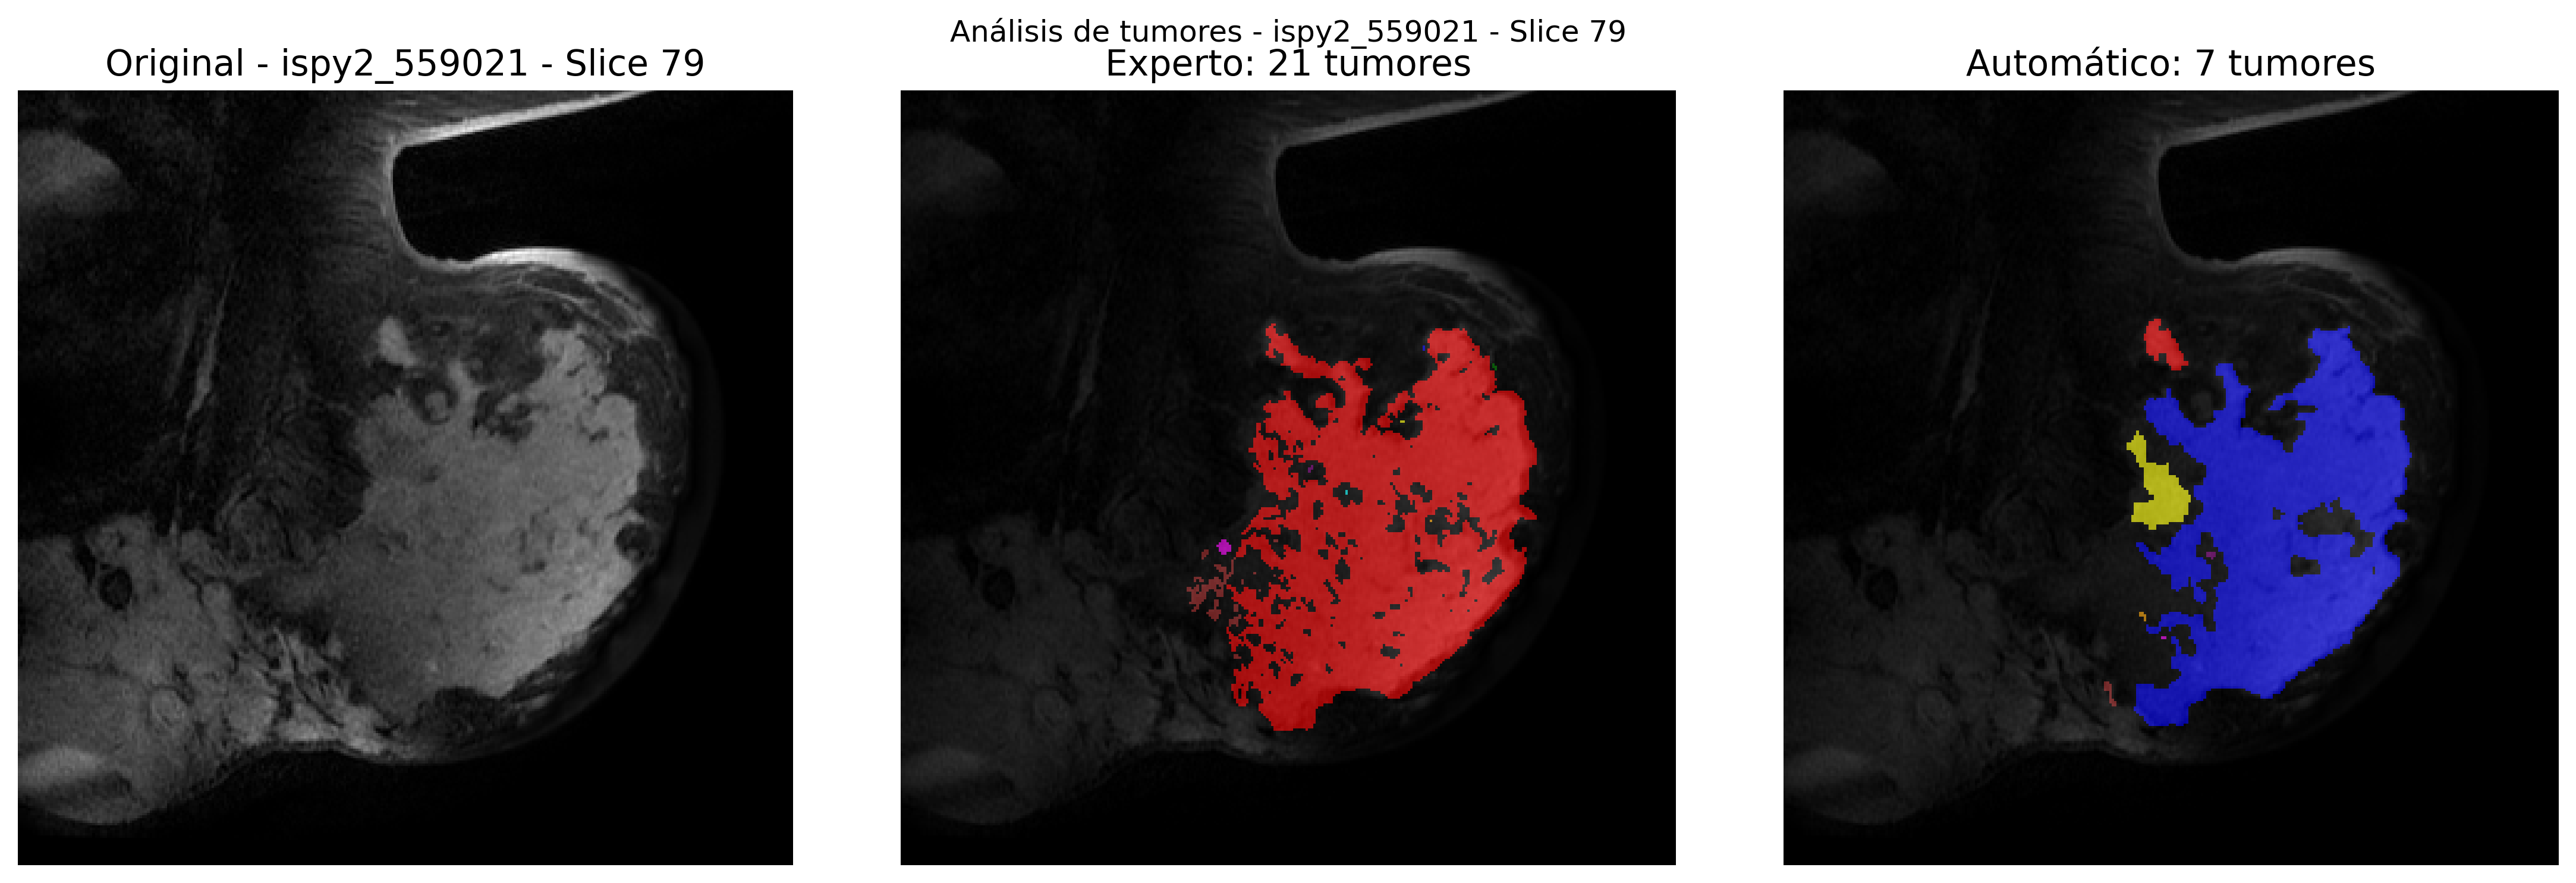 Análisis de tumores - ispy2_559021 - Slice 79
Original - ispy2_559021 - Slice 79
Experto: 21 tumores
Automático: 7 tumores